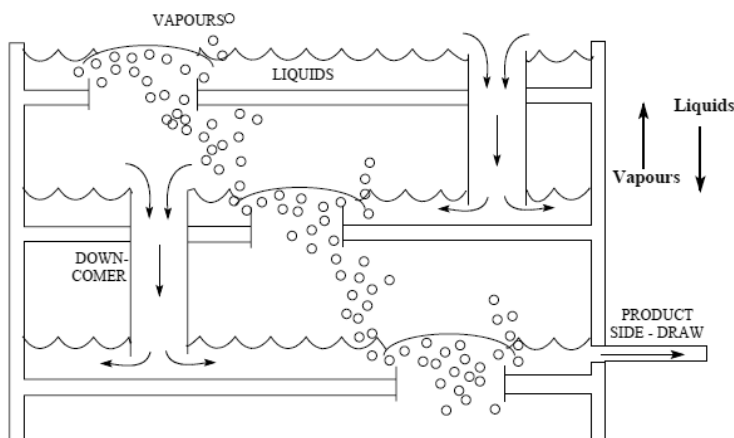 VAPOURS
LIQUIDS
Liquids
Vapours
DOWN-
COMER
PRODUCT
SIDE - DRAW